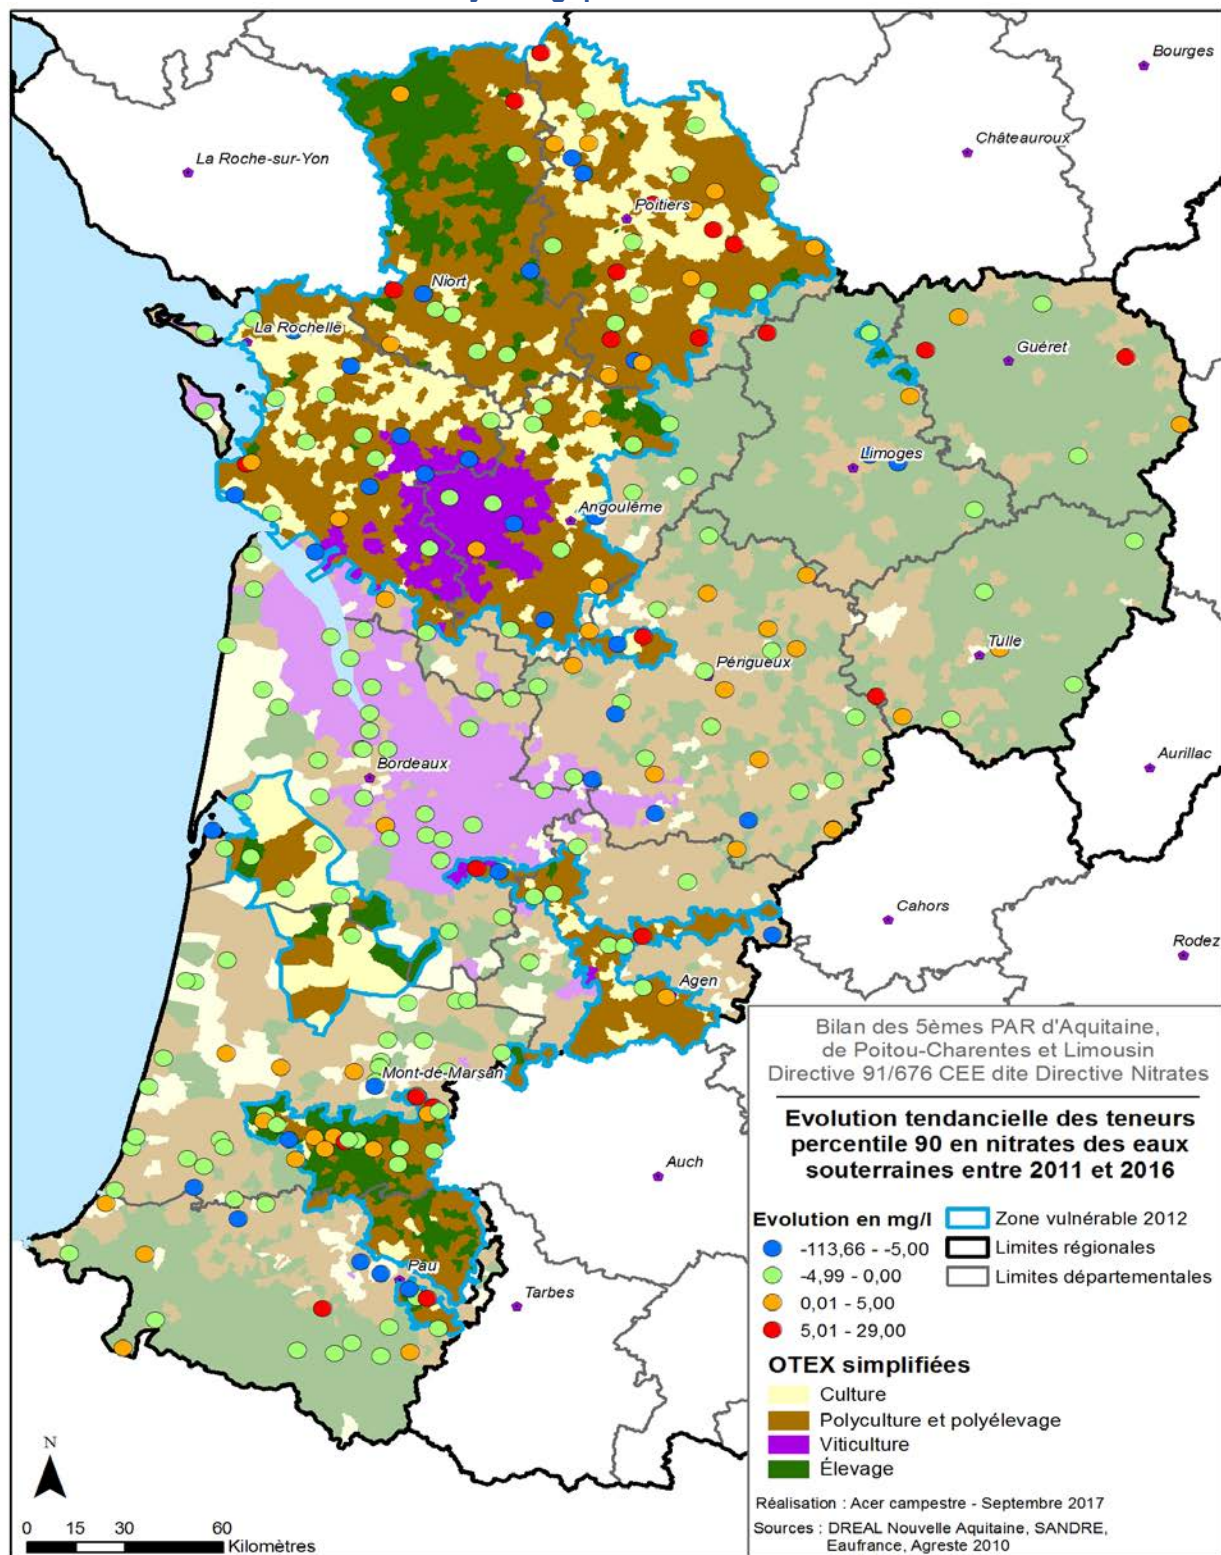 Bourges
Châteauroux
La Roche-sur-Yon
Poitiers
Niort
La Rochelle
Guéret
Limoges
Angoulême
Tulle
Périgueux
Aurillac
Bordeaux
Cahors
Rodez
Agen
Mont-de-Marsan
Auch
Pau
Tarbes
Bilan des 5èmes PAR d'Aquitaine,
de Poitou-Charentes et Limousin
Directive 91/676 CEE dite Directive Nitrates
Evolution tendancielle des teneurs
percentile 90 en nitrates des eaux
souterraines entre 2011 et 2016
Evolution en mg/l
-113,66 - -5,00
-4,99 - 0,00
0,01 - 5,00
5,01 - 29,00
Zone vulnérable 2012
Limites régionales
Limites départementales
OTEX simplifiées
Culture
Polyculture et polyélevage
Viticulture
Élevage
Réalisation : Acer campestre - Septembre 2017
Sources : DREAL Nouvelle Aquitaine, SANDRE,
Eaufrance, Agreste 2010
N
0 15 30 60
Kilomètres